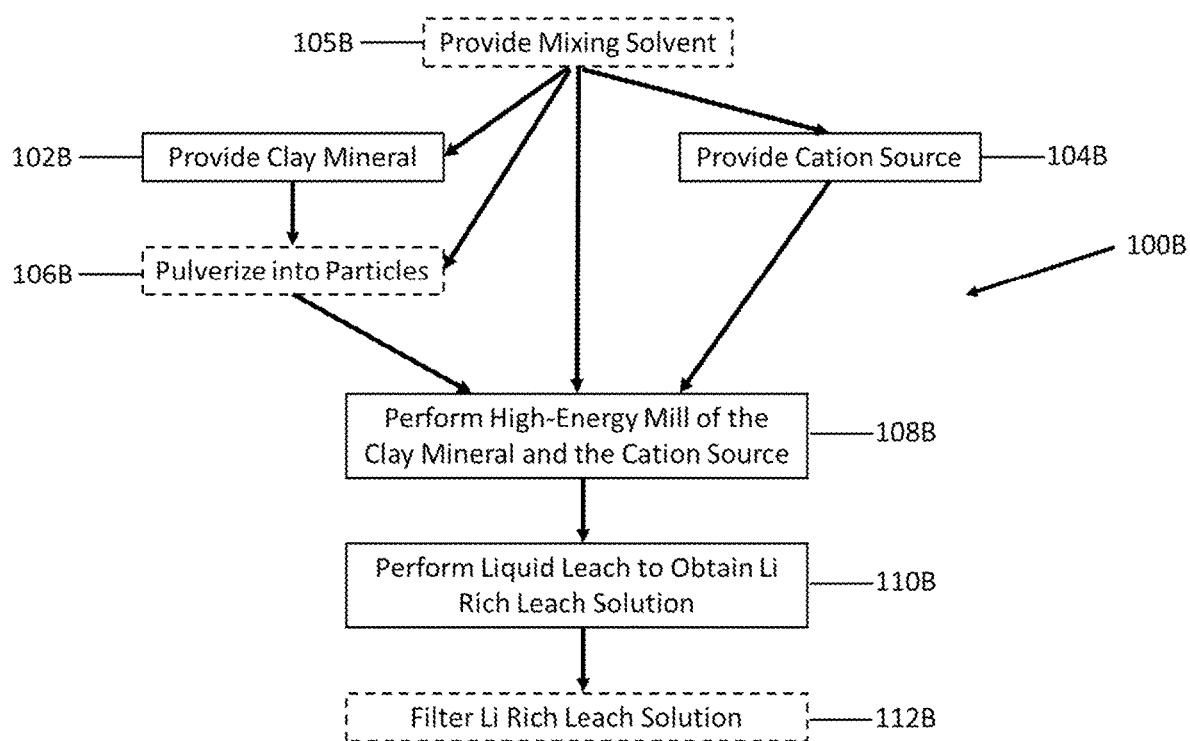 105B
Provide Mixing Solvent
102B
Provide Clay Mineral
Provide Cation Source
104B
106B
Pulverize into Particles
100B
Perform High-Energy Mill of the
Clay Mineral and the Cation Source
108B
Perform Liquid Leach to Obtain Li
Rich Leach Solution
110B
Filter Li Rich Leach Solution
112B